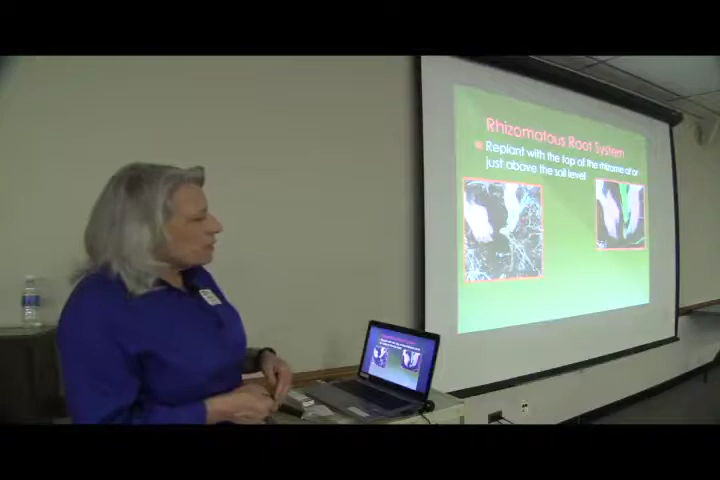 Rhizomatous Root System
Replant with the top of the rhizome at or
just above the soil level